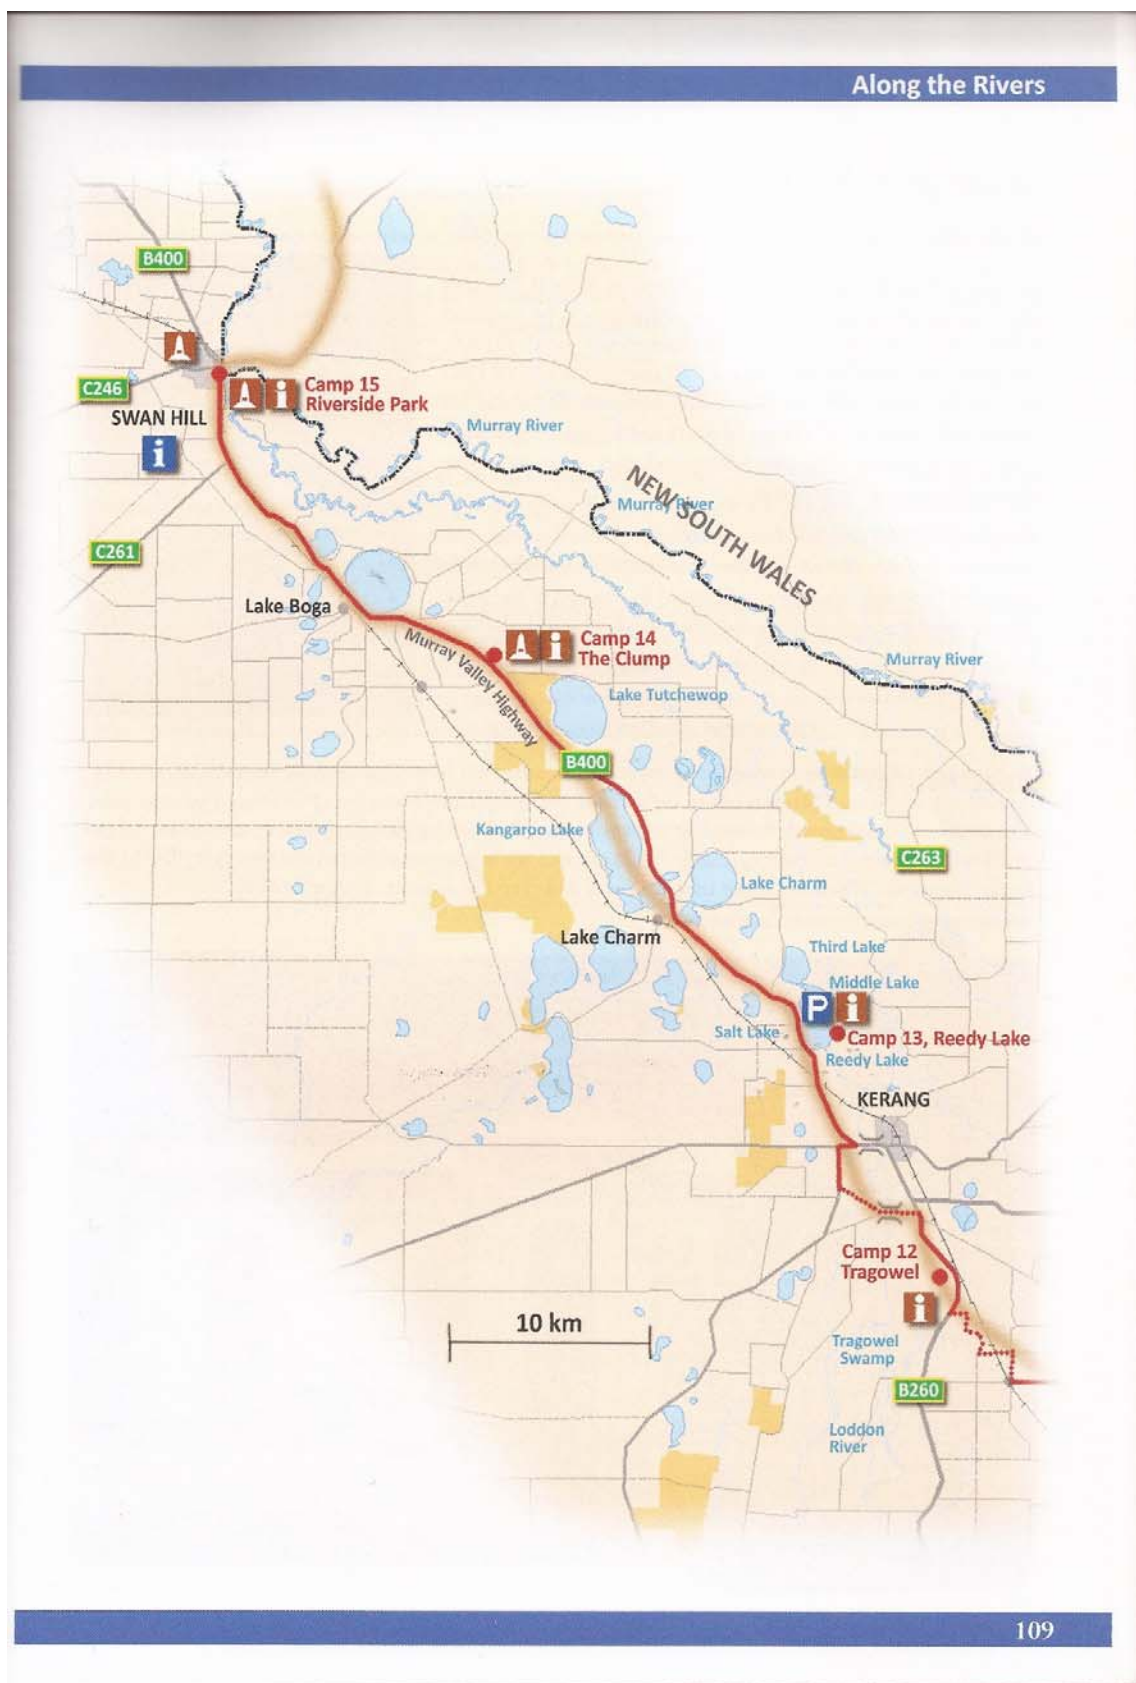 Along the Rivers
B400
C246
Camp 15
Riverside Park
SWAN HILL
i
i
Murray River
NEW SOUTH WALES
Murray River
C261
Lake Boga
i
Camp 14
The Clump
Murray Valley Highway
Murray River
Lake Tutchewop
B400
Kangaroo Lake
C263
Lake Charm
Lake Charm
Third Lake
Middle Lake
P
i
Salt Lake
Camp 13, Reedy Lake
Reedy Lake
KERANG
Camp 12
Tragowel
i
10 km
Tragowel
Swamp
B260
Loddon
River
109